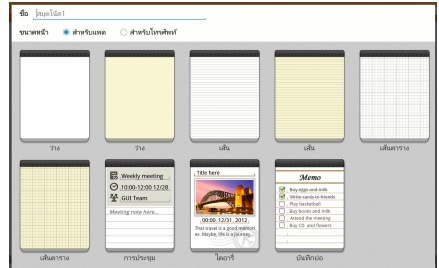 ชื่อ สมุดโน้ต1
ขนาดหน้า สำหรับแพด สำหรับโทรศัพท์
ว่าง ว่าง เส้น เส้น เส้นตาราง
Weekly meeting
10:00-12:00 12/28
GUI Team
Meeting note here...
Title here
00:00 12/31 2012
That travel is a good memori
es. Maybe, life is a journey.
Memo
Buy eggs and milk
Write cards to friends
Play basketball
Buy books and milk
Attend the meeting
Buy CD and flowers
เส้นตาราง การประชุม ไดอารี่ บันทึกย่อ